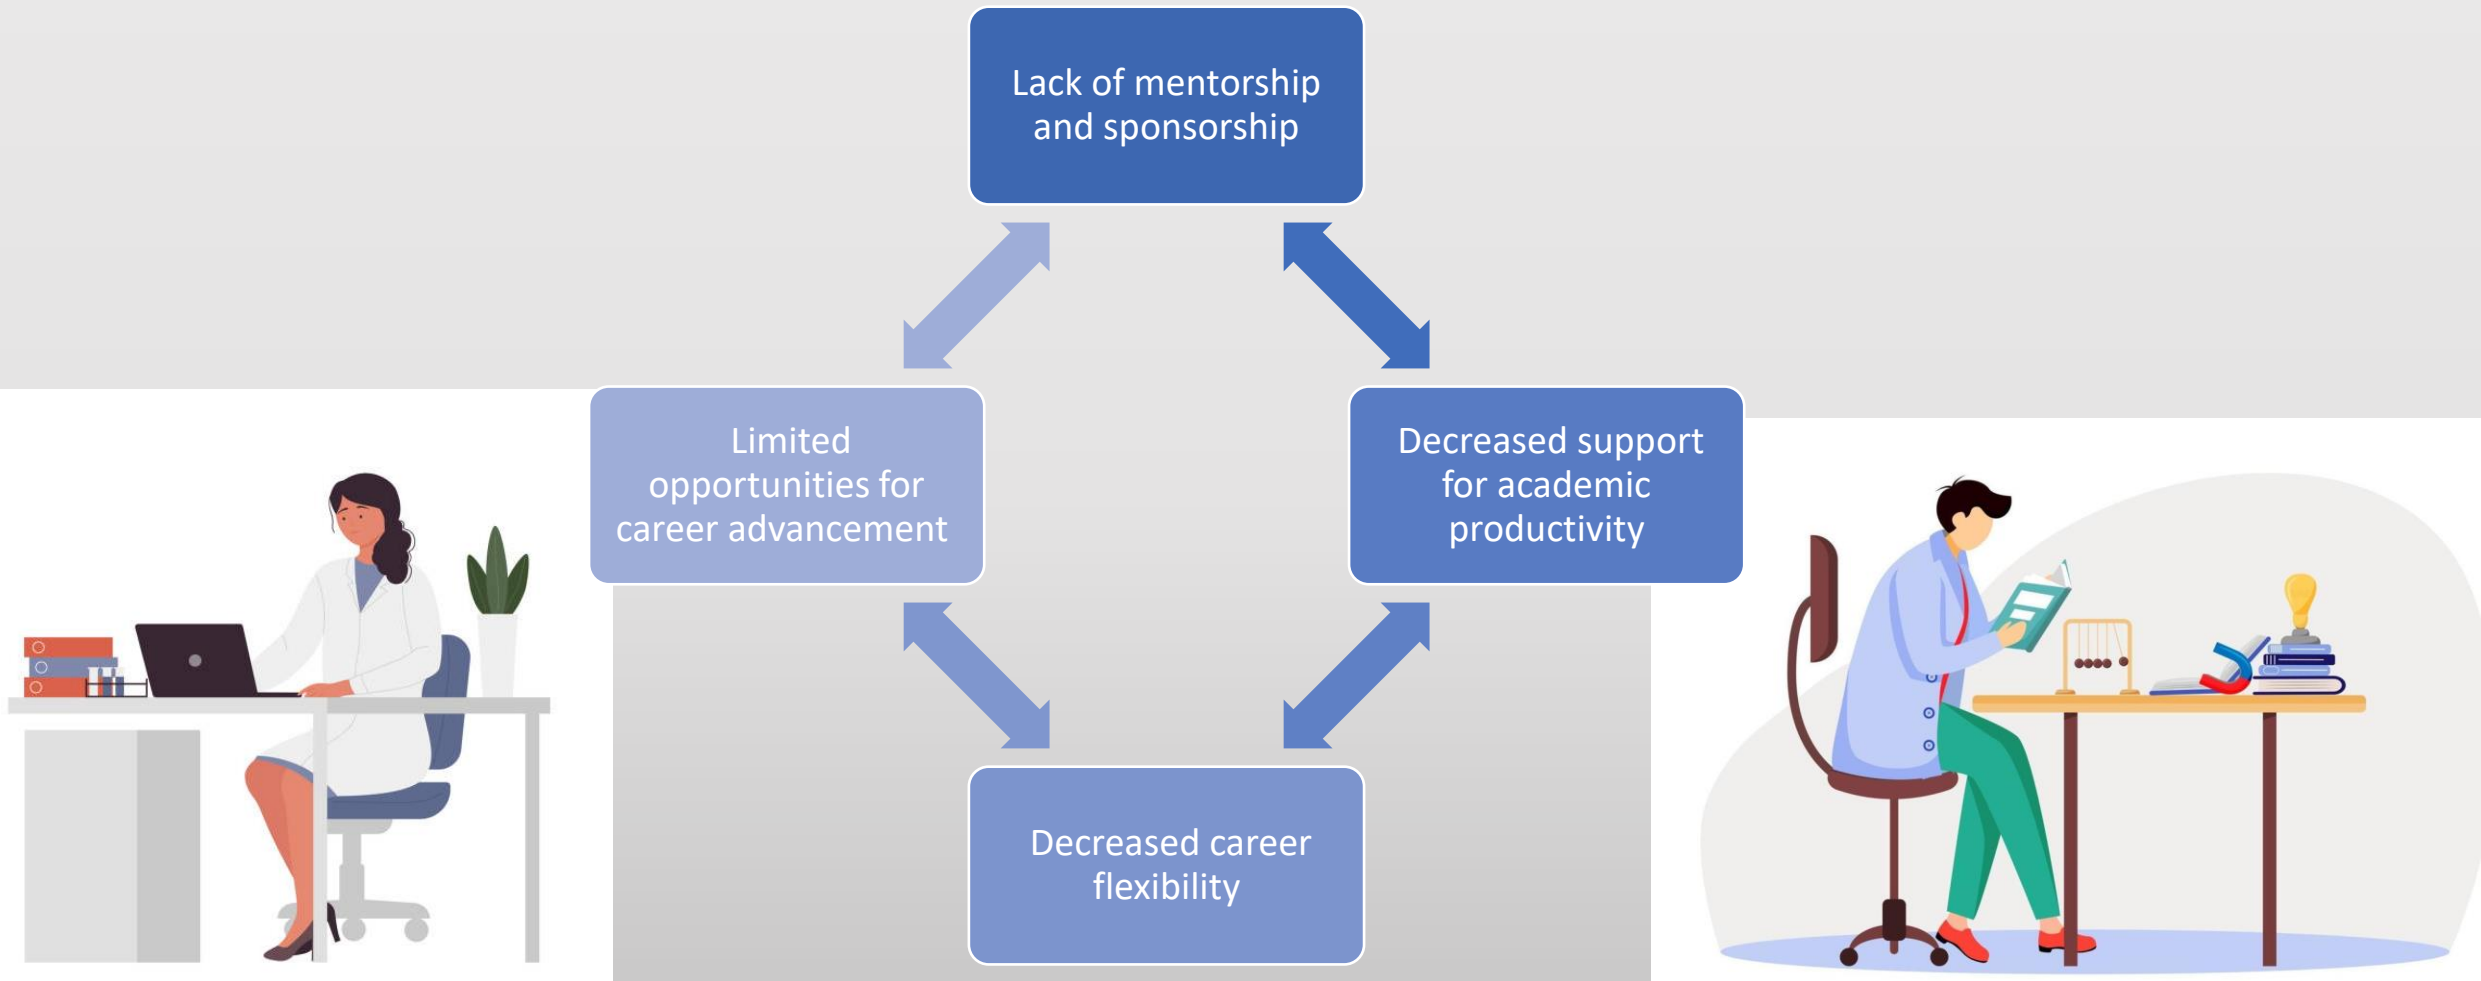 Lack of mentorship
and sponsorship
Limited
opportunities for
career advancement
Decreased support
for academic
productivity
Decreased career
flexibility